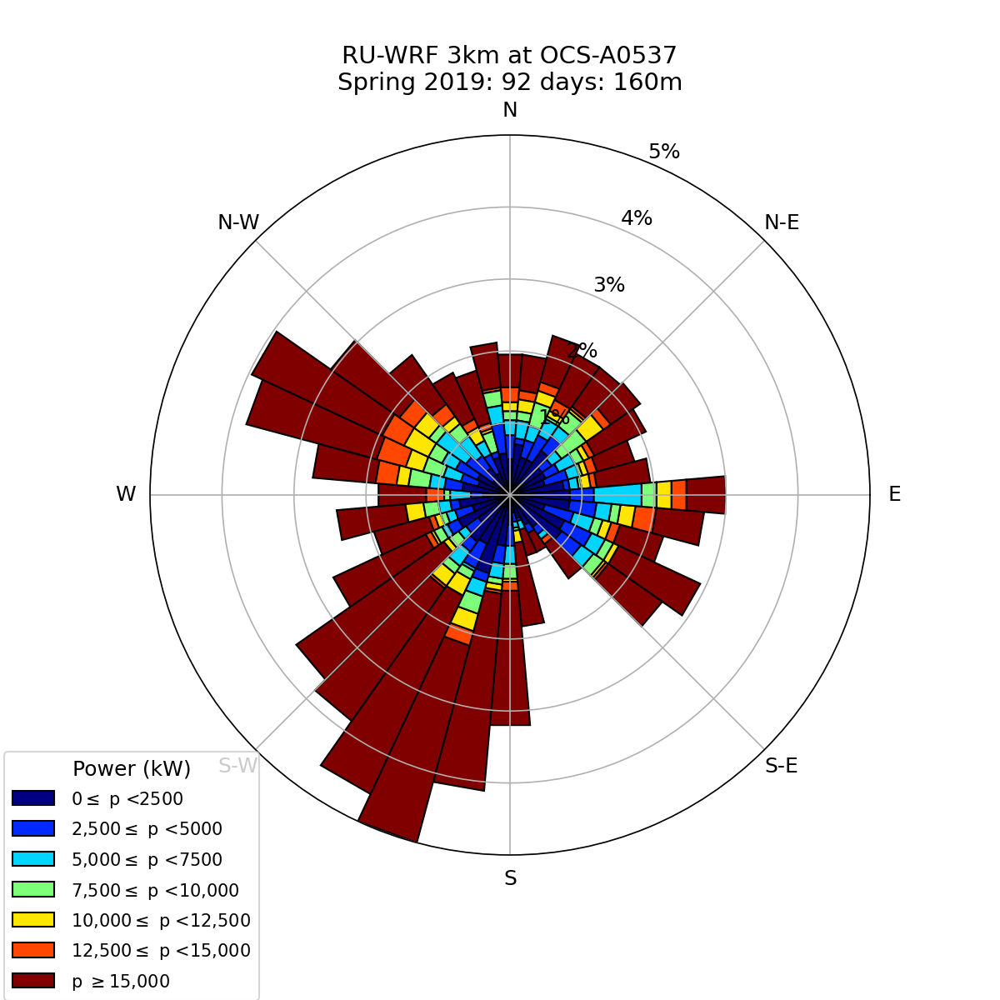 RU-WRF 3km at OCS-A0537
Spring 2019: 92 days: 160m
N
5%
N-W
4%
N-E
3%
2%
1%
W
E
S-W
S-E
S
Power (kW)
0≤ p <2500
2,500≤ p <5000
5,000≤ p <7500
7,500≤ p <10,000
10,000≤ p <12,500
12,500≤ p <15,000
p ≥15,000